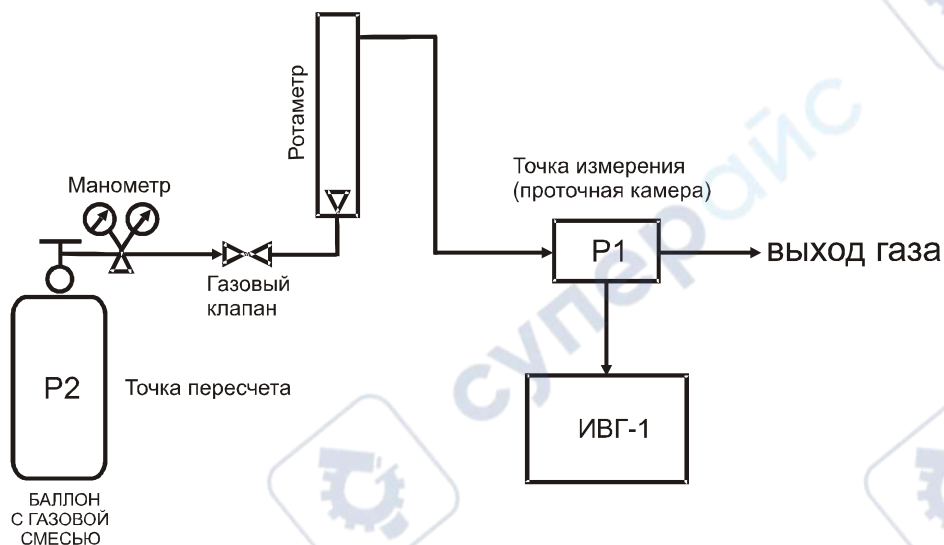 Ротаметр
Манометр
Газовый
клапан
Точка измерения
(проточная камера)
P1
выход газа
P2
Точка пересчета
ИВГ-1
БАЛЛОН
С ГАЗОВОЙ
СМЕСЬЮ
суперайс